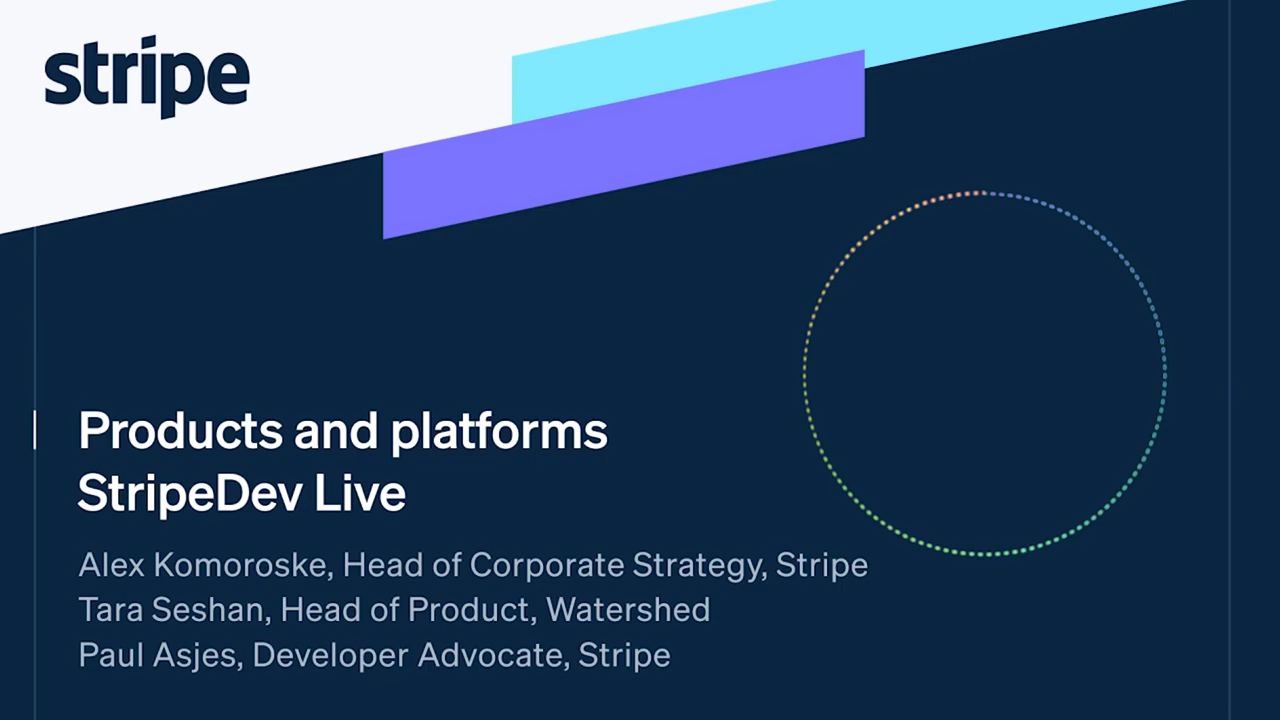 stripe
Products and platforms
StripeDev Live
Alex Komoroske, Head of Corporate Strategy, Stripe
Tara Seshan, Head of Product, Watershed
Paul Asjes, Developer Advocate, Stripe